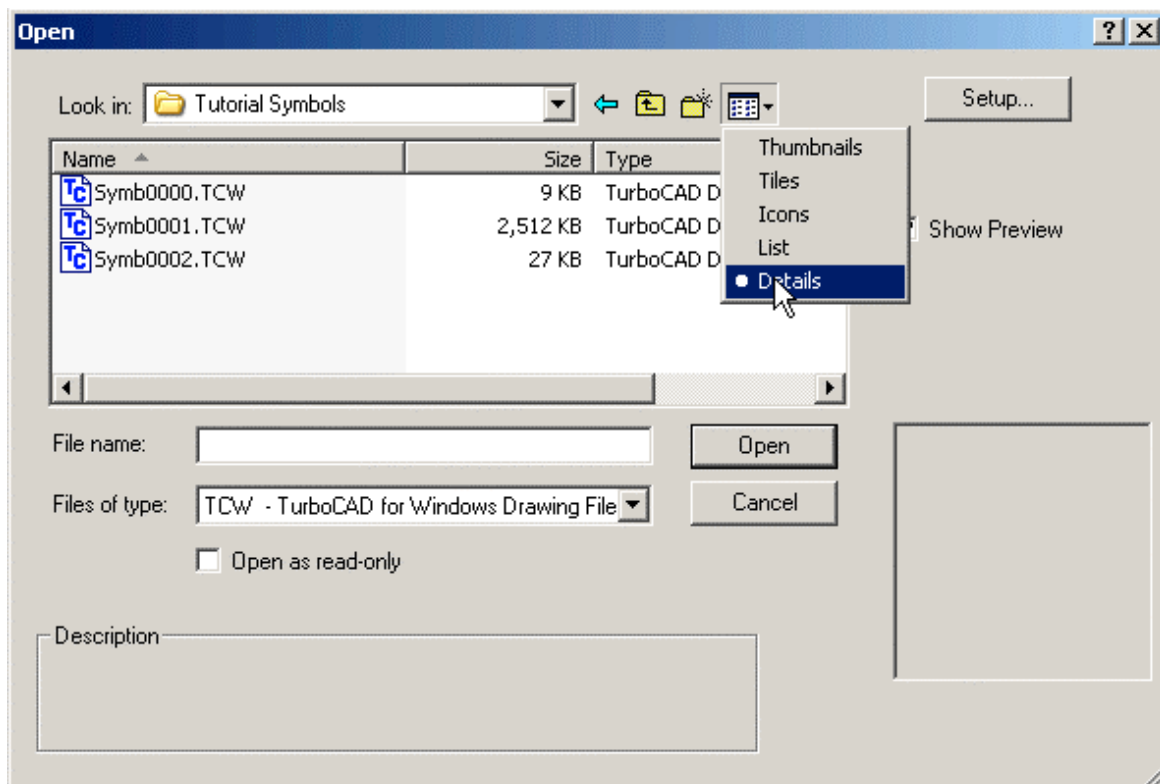 Open
Look in: Tutorial Symbols
Setup...
Name Size Type
Symb0000.TCW 9 KB TurboCAD D
Symb0001.TCW 2,512 KB TurboCAD D
Symb0002.TCW 27 KB TurboCAD D
Thumbnails
Tiles
Icons
List
Details
Show Preview
File name:
Open
Files of type: TCW - TurboCAD for Windows Drawing File
Cancel
Open as read-only
Description